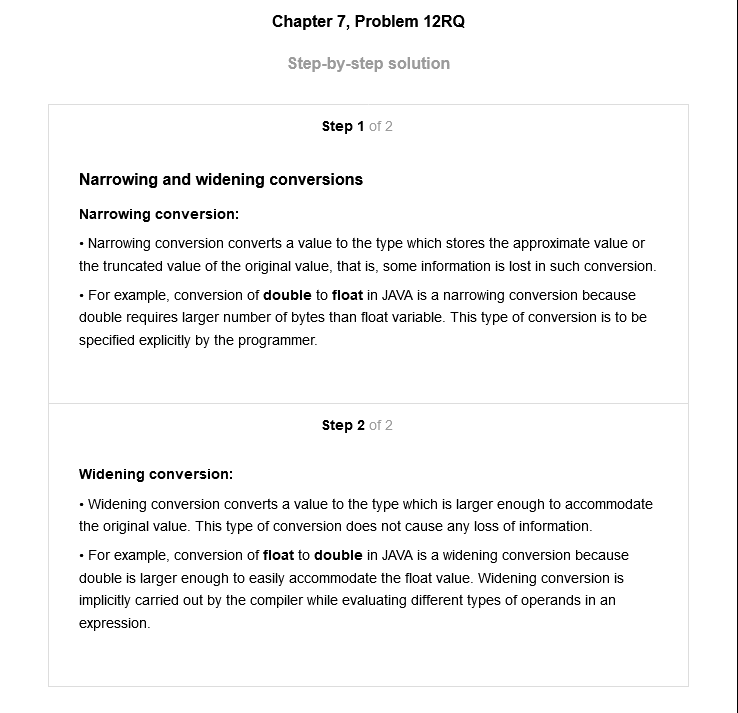 Chapter 7, Problem 12RQ
Step-by-step solution
Step 1 of 2
Narrowing and widening conversions
Narrowing conversion:
• Narrowing conversion converts a value to the type which stores the approximate value or
the truncated value of the original value, that is, some information is lost in such conversion.
• For example, conversion of double to float in JAVA is a narrowing conversion because
double requires larger number of bytes than float variable. This type of conversion is to be
specified explicitly by the programmer.
Step 2 of 2
Widening conversion:
• Widening conversion converts a value to the type which is larger enough to accommodate
the original value. This type of conversion does not cause any loss of information.
• For example, conversion of float to double in JAVA is a widening conversion because
double is larger enough to easily accommodate the float value. Widening conversion is
implicitly carried out by the compiler while evaluating different types of operands in an
expression.